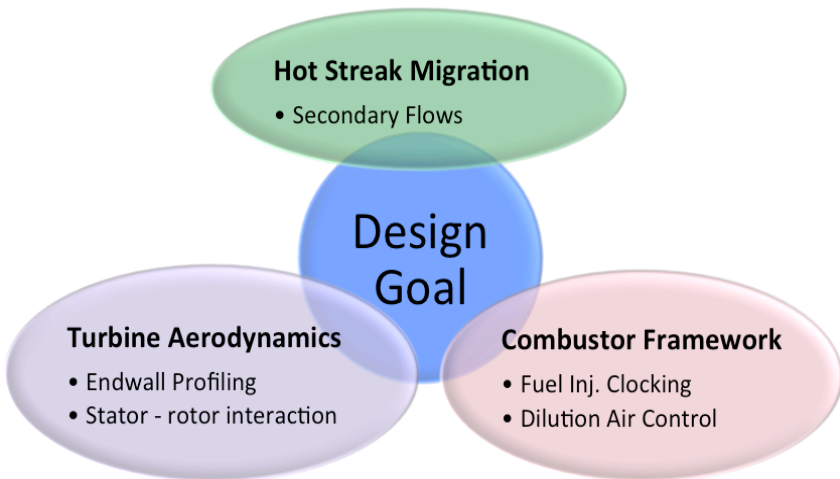 Hot Streak Migration
• Secondary Flows
Design
Goal
Turbine Aerodynamics
• Endwall Profiling
• Stator - rotor interaction
Combustor Framework
• Fuel Inj. Clocking
• Dilution Air Control